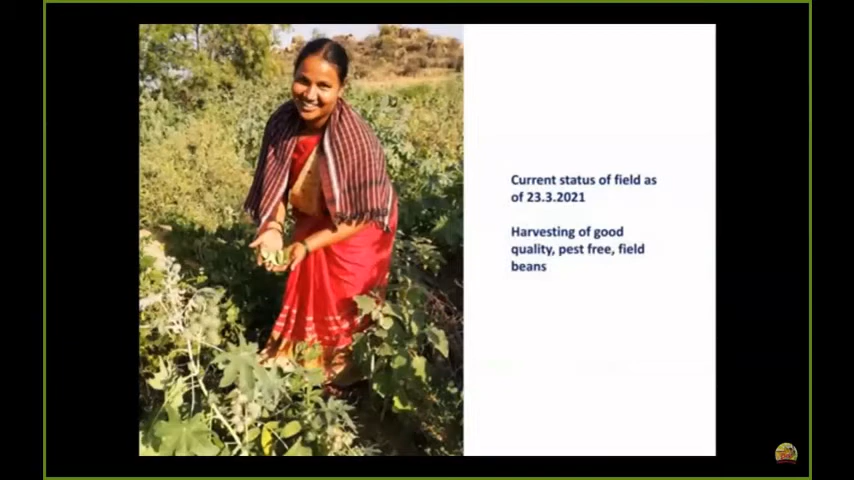 Current status of field as
of 23.3.2021
Harvesting of good
quality, pest free, field
beans